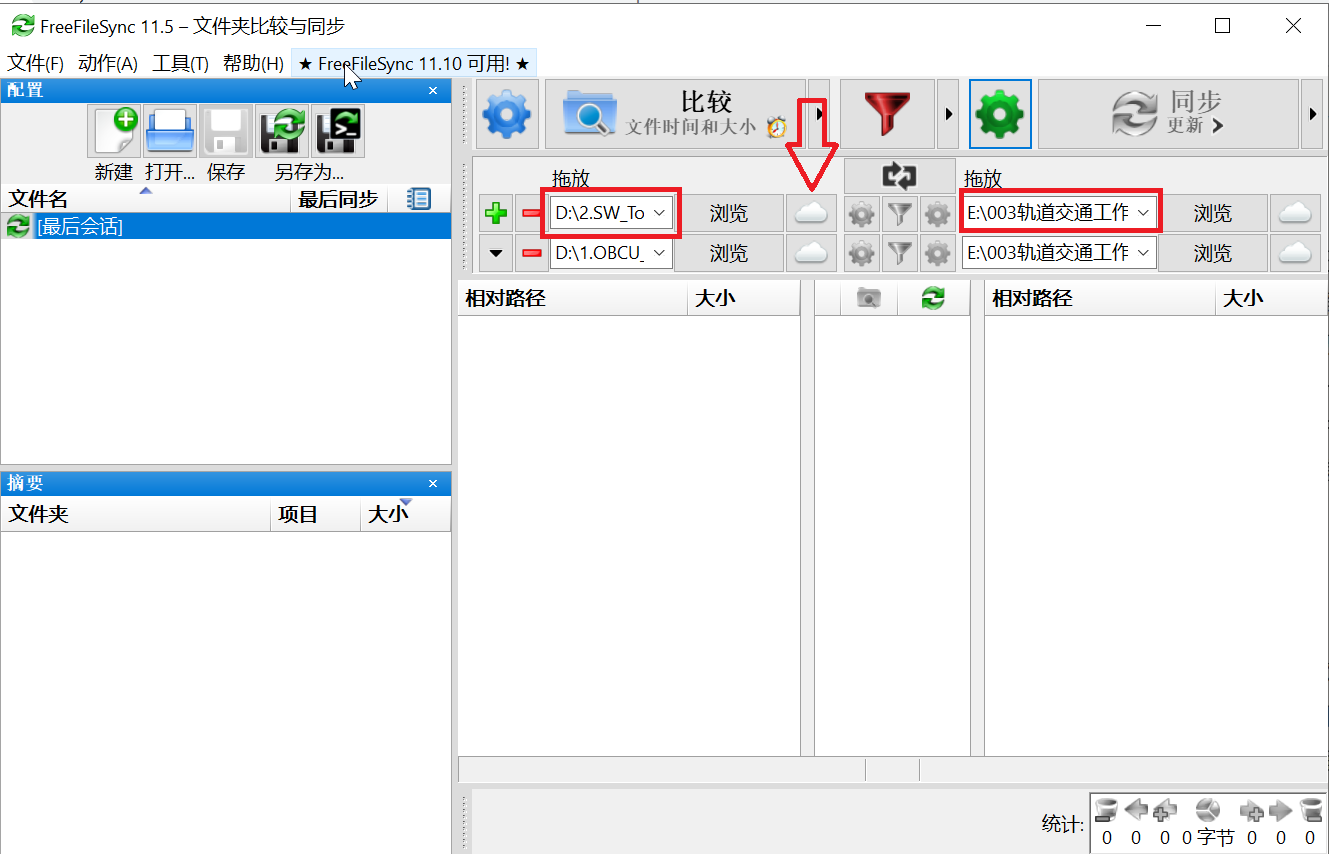 FreeFileSync 11.5 – 文件夹比较与同步
文件(F) 动作(A) 工具(T) 帮助(H) ★ FreeFileSync 11.10 可用! ★
配置
新建 打开... 保存 另存为...
文件名 最后同步
[最后会话]
摘要
文件夹 项目 大小
比较
文件时间和大小
同步
更新
拖放 拖放
D:\2.SW_To 浏览 E:\003轨道交通工作 浏览
D:\1.OBCU_ 浏览 E:\003轨道交通工作 浏览
相对路径 大小 相对路径 大小
统计: 0 0 0 0 字节 0 0 0